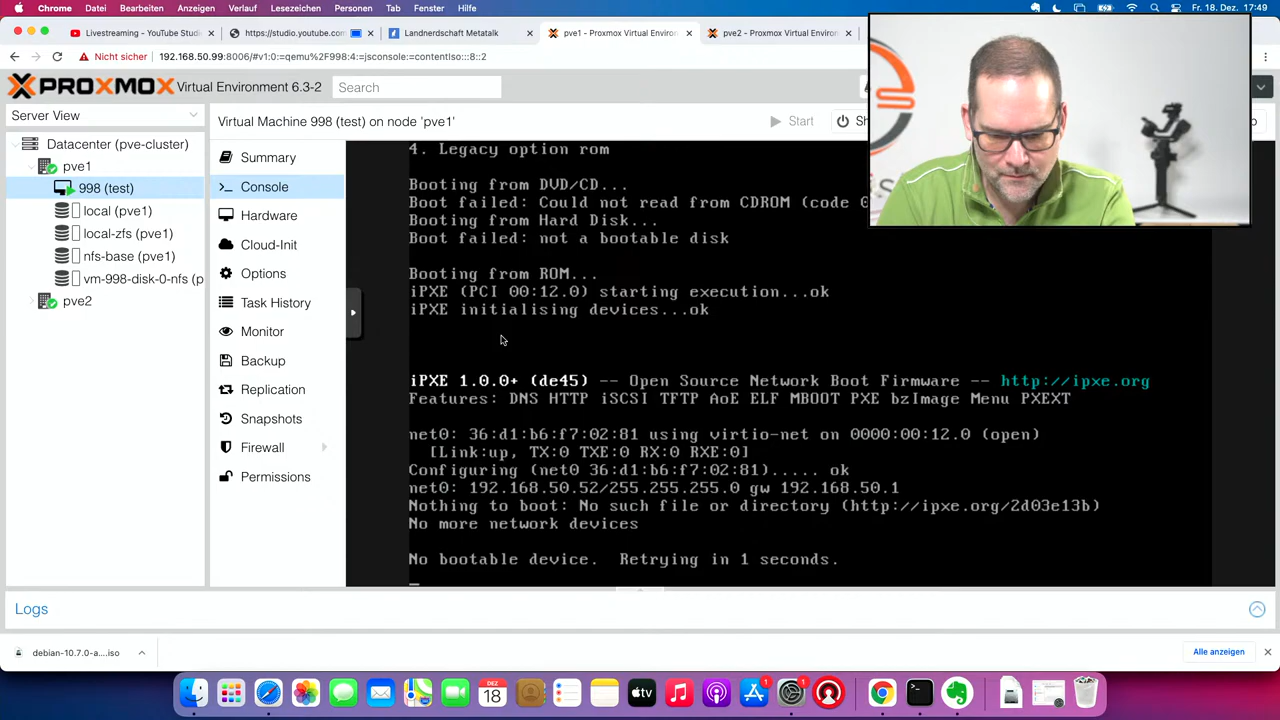 Chrome Datei Bearbeiten Anzeigen Verlauf Lesezeichen Personen Tab Fenster Hilfe Fr. 18. Dez. 17:49
Livestreaming - YouTube Stud × https://studio.youtube.com × Landnerdschaft Metatalk × pve1 - Proxmox Virtual Environ × pve2 - Proxmox Virtual Environ ×
Nicht sicher 192.168.50.99:8006/#v1:0:=qemu%2F998:4:=jsconsole:contentIso:::8::2
PROXMOX Virtual Environment 6.3-2 Search
Server View
Virtual Machine 998 (test) on node 'pve1' Start
Datacenter (pve-cluster)
pve1
998 (test)
local (pve1)
local-zfs (pve1)
nfs-base (pve1)
vm-998-disk-0-nfs (p
pve2
Summary
Console
Hardware
Cloud-Init
Options
Task History
Monitor
Backup
Replication
Snapshots
Firewall
Permissions
4. Legacy option rom
Booting from DVD/CD...
Boot failed: Could not read from CDROM (code 0
Booting from Hard Disk...
Boot failed: not a bootable disk
Booting from ROM...
iPXE (PCI 00:12.0) starting execution...ok
iPXE initialising devices...ok
iPXE 1.0.0+ (de45) -- Open Source Network Boot Firmware -- http://ipxe.org
Features: DNS HTTP iSCSI TFTP AoE ELF MBOOT PXE bzImage Menu PXEXT
net0: 36:d1:b6:f7:02:81 using virtio-net on 0000:00:12.0 (open)
[Link:up, TX:0 TXE:0 RX:0 RXE:0]
Configuring (net0 36:d1:b6:f7:02:81)..... ok
net0: 192.168.50.52/255.255.255.0 gw 192.168.50.1
Nothing to boot: No such file or directory (http://ipxe.org/2d03e13b)
No more network devices
No bootable device. Retrying in 1 seconds.
Logs
debian-10.7.0-a....iso
Alle anzeigen
DEZ
18
tv
1
1